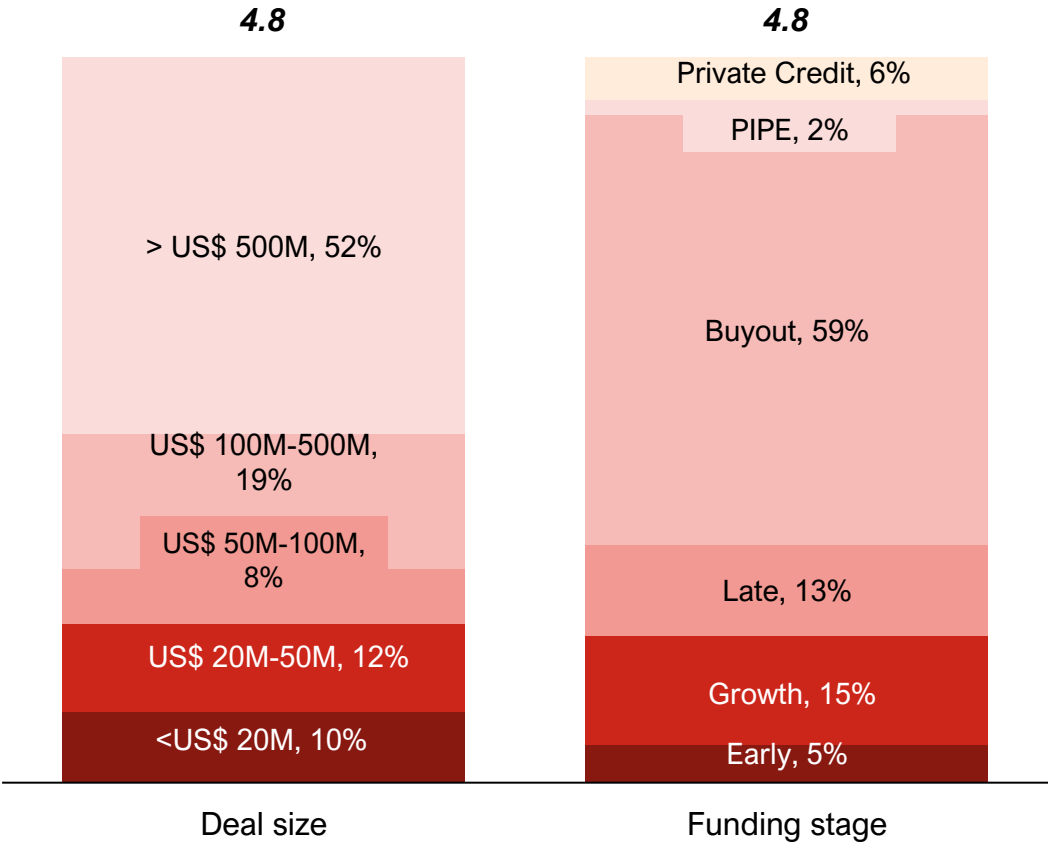 4.8
> US$ 500M, 52%
US$ 100M-500M,
19%
US$ 50M-100M,
8%
US$ 20M-50M, 12%
<US$ 20M, 10%
Deal size
4.8
Private Credit, 6%
PIPE, 2%
Buyout, 59%
Late, 13%
Growth, 15%
Early, 5%
Funding stage